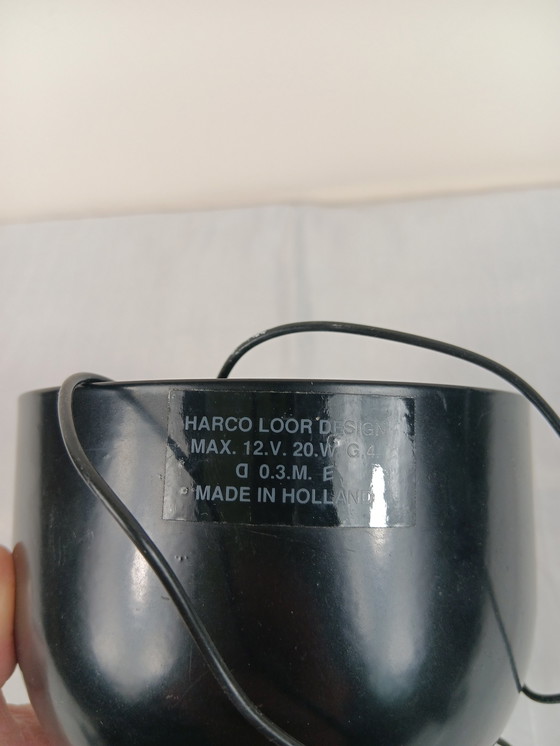 HARCO LOOR DESIGN
MAX. 12.V. 20.W. G.4.
D 0.3.M. E
MADE IN HOLLAND